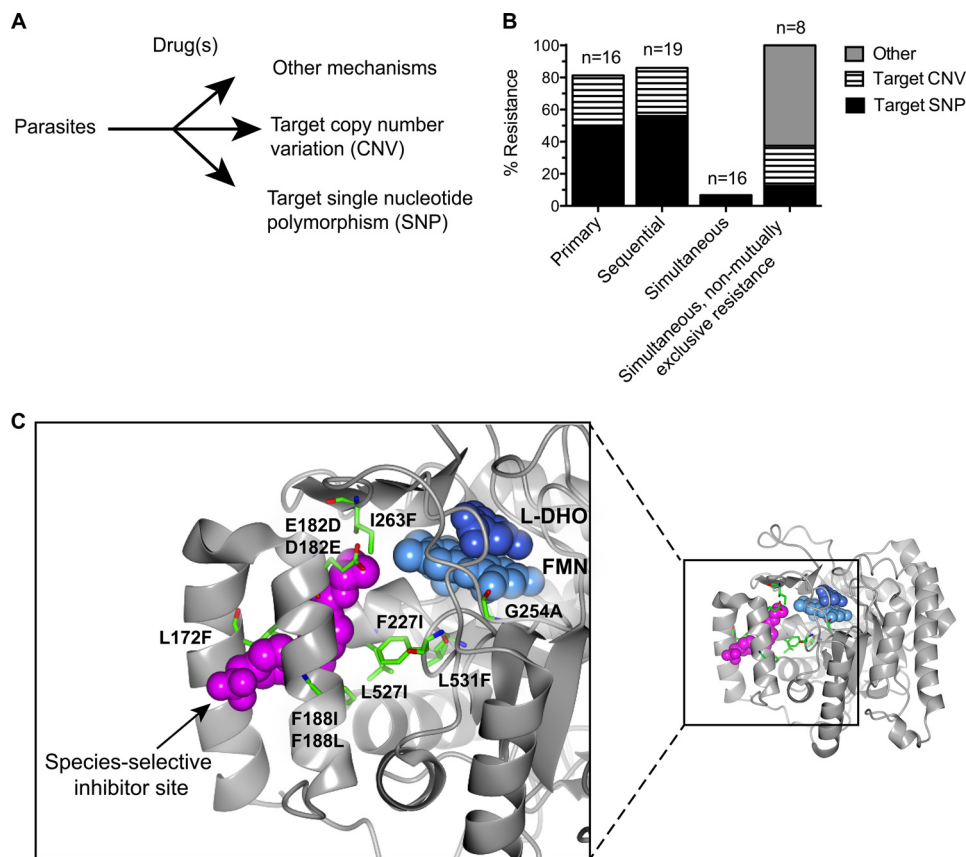 A
Drug(s)
Parasites
Other mechanisms
Target copy number
variation (CNV)
Target single nucleotide
polymorphism (SNP)
B
% Resistance
100
80
60
40
20
0
n=16
n=19
n=16
n=8
Primary
Sequential
Simultaneous
Simultaneous, non-mutually
exclusive resistance
Other
Target CNV
Target SNP
C
E182D
D182E
I263F
L-DHO
FMN
G254A
L172F
F227I
L531F
L527I
F188I
F188L
Species-selective
inhibitor site